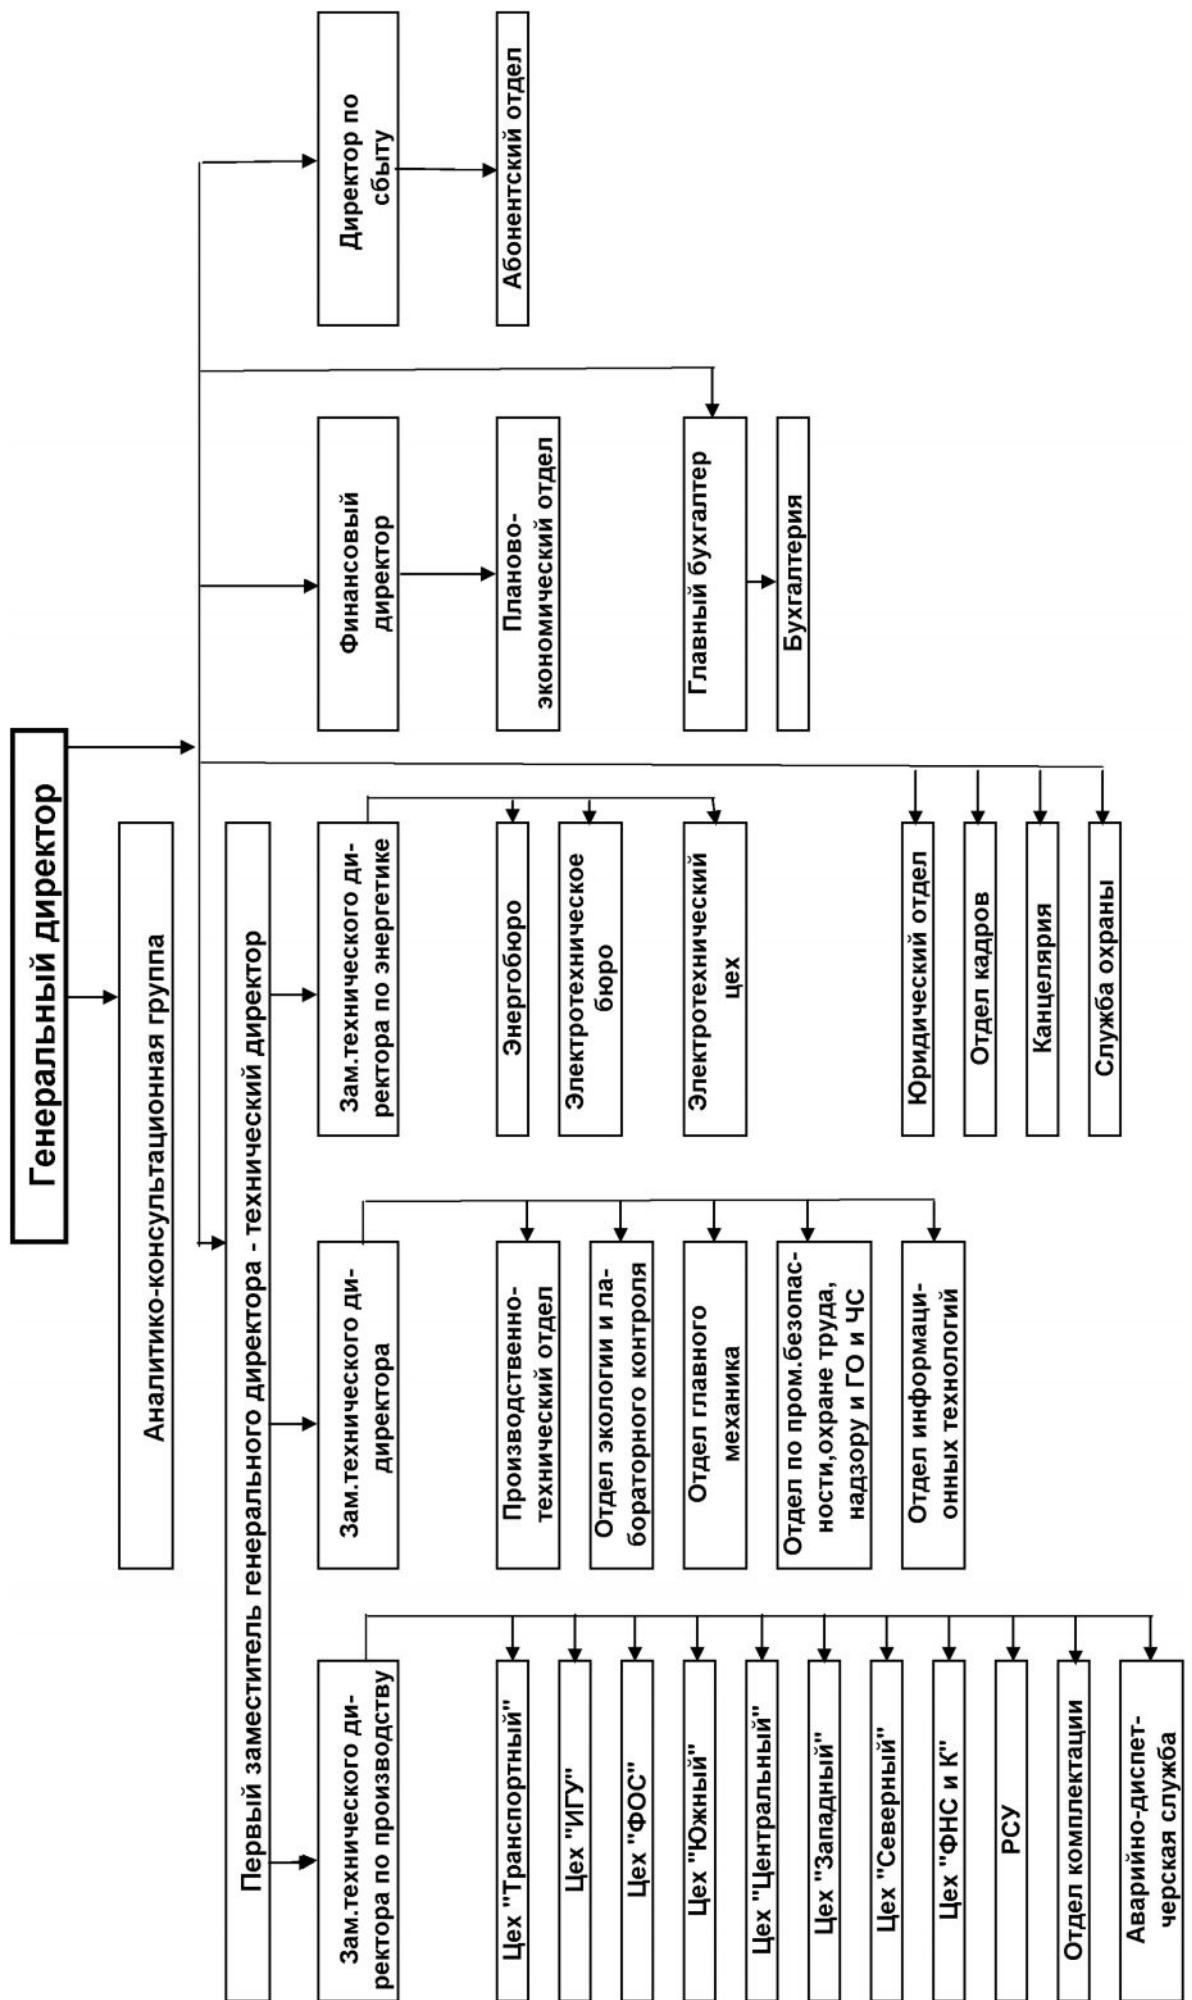 Генеральный директор
Аналитико-консультационная группа
Первый заместитель генерального директора - технический директор
Зам.технического ди-
ректора по производству
Зам.технического ди-
директора
Зам.технического ди-
ректора по энергетике
Финансовый
директор
Директор по
сбыту
Цех "Транспортный"
Цех "ИГУ"
Цех "ФОС"
Цех "Южный"
Цех "Центральный"
Цех "Западный"
Цех "Северный"
Цех "ФНС и К"
РСУ
Отдел комплектации
Аварийно-диспет-
черская служба
Производственно-
технический отдел
Отдел экологии и ла-
бораторного контроля
Отдел главного
механика
Отдел по пром.безопас-
ности,охране труда,
надзору и ГО и ЧС
Отдел информаци-
онных технологий
Энергобюро
Электротехническое
бюро
Электротехнический
цех
Юридический отдел
Отдел кадров
Канцелярия
Служба охраны
Планово-
экономический отдел
Главный бухгалтер
Бухгалтерия
Абонентский отдел